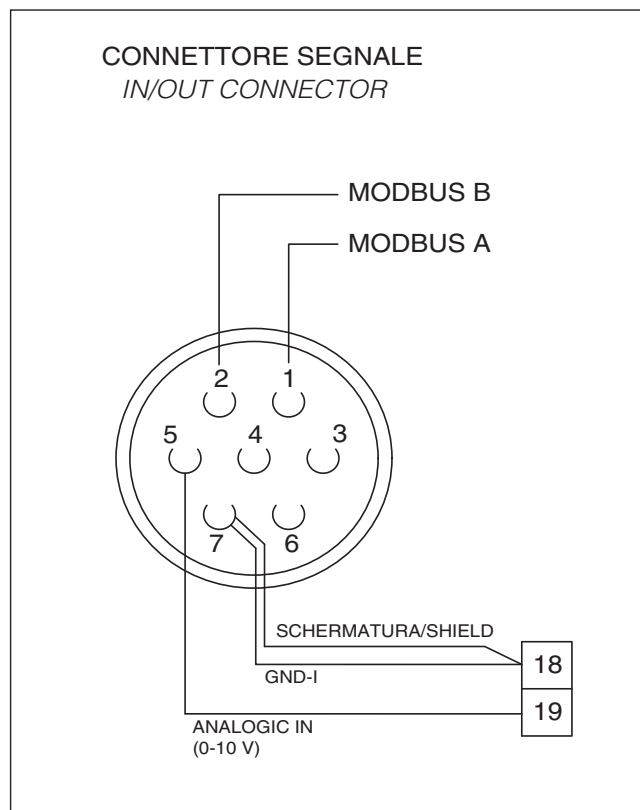 CONNETTORE SEGNALE
IN/OUT CONNECTOR
MODBUS B
MODBUS A
2
1
5
4
3
7
6
SCHERMATURA/SHIELD
18
GND-I
19
ANALOGIC IN
(0-10 V)